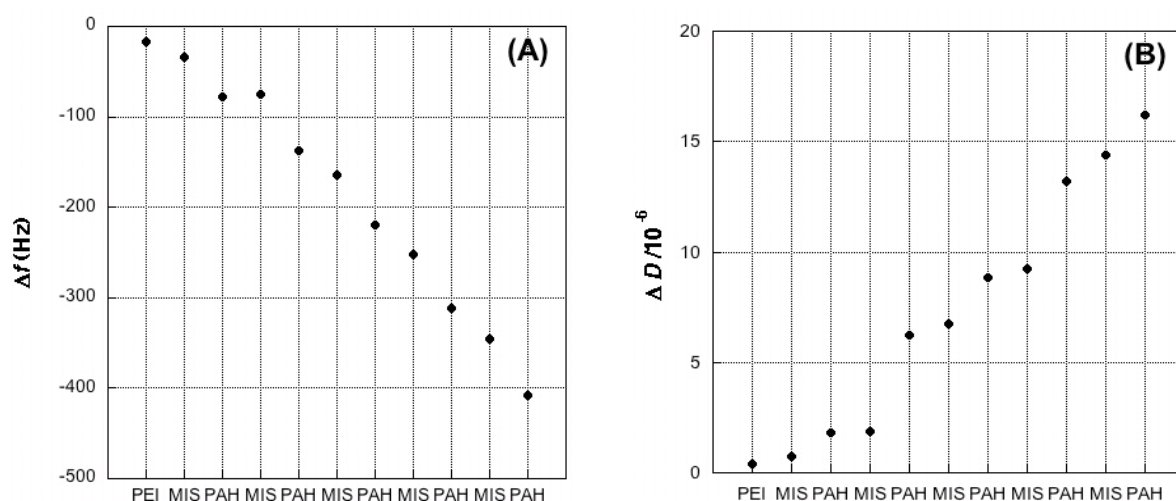 (A)
0
-100
-200
-300
-400
-500
Δf (Hz)
PEI MIS PAH MIS PAH MIS PAH MIS PAH MIS PAH
(B)
20
15
10
5
0
Δ D /10⁻⁶
PEI MIS PAH MIS PAH MIS PAH MIS PAH MIS PAH